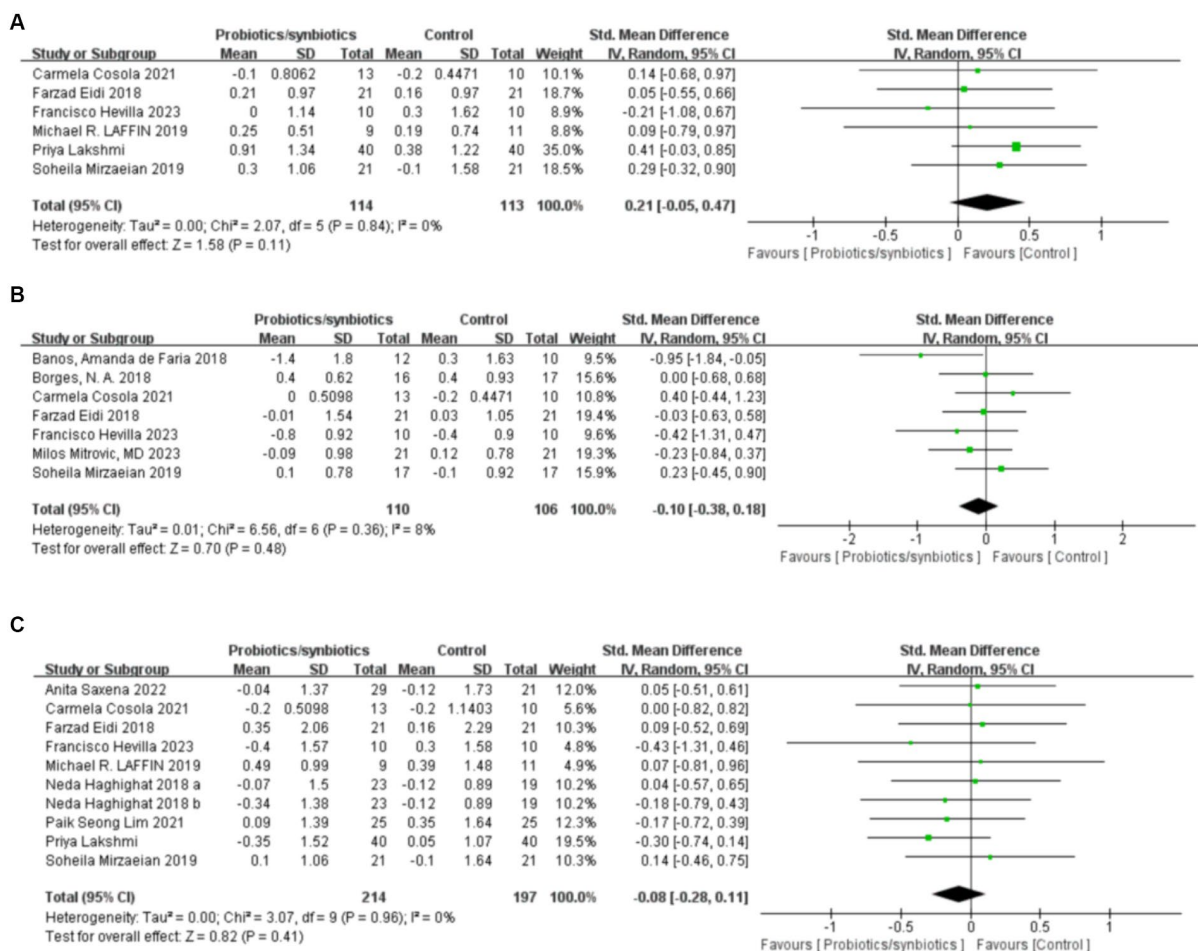 A
Probiotics/synbiotics Control Std. Mean Difference Std. Mean Difference
Study or Subgroup Mean SD Total Mean SD Total Weight IV, Random, 95% CI IV, Random, 95% CI
Carmela Cosola 2021 -0.1 0.8062 13 -0.2 0.4471 10 10.1% 0.14 [-0.68, 0.97]
Farzad Eidi 2018 0.21 0.97 21 0.16 0.97 21 18.7% 0.05 [-0.55, 0.66]
Francisco Hevilla 2023 0 1.14 10 0.3 1.62 10 8.9% -0.21 [-1.08, 0.67]
Michael R. LAFFIN 2019 0.25 0.51 9 0.19 0.74 11 8.8% 0.09 [-0.79, 0.97]
Priya Lakshmi 0.91 1.34 40 0.38 1.22 40 35.0% 0.41 [-0.03, 0.85]
Soheila Mirzaeian 2019 0.3 1.06 21 -0.1 1.58 21 18.5% 0.29 [-0.32, 0.90]
Total (95% CI) 114 113 100.0% 0.21 [-0.05, 0.47]
Heterogeneity: Tau² = 0.00; Chi² = 2.07, df = 5 (P = 0.84); I² = 0%
Test for overall effect: Z = 1.58 (P = 0.11)
-1 -0.5 0 0.5 1
Favours [ Probiotics/synbiotics ] Favours [Control ]
B
Probiotics/synbiotics Control Std. Mean Difference Std. Mean Difference
Study or Subgroup Mean SD Total Mean SD Total Weight IV, Random, 95% CI IV, Random, 95% CI
Banos, Amanda de Faria 2018 -1.4 1.8 12 0.3 1.63 10 9.5% -0.95 [-1.84, -0.05]
Borges, N. A. 2018 0.4 0.62 16 0.4 0.93 17 15.6% 0.00 [-0.68, 0.68]
Carmela Cosola 2021 0 0.5098 13 -0.2 0.4471 10 10.8% 0.40 [-0.44, 1.23]
Farzad Eidi 2018 -0.01 1.54 21 0.03 1.05 21 19.4% -0.03 [-0.63, 0.58]
Francisco Hevilla 2023 -0.8 0.92 10 -0.4 0.9 10 9.6% -0.42 [-1.31, 0.47]
Milos Mitrovic, MD 2023 -0.09 0.98 21 0.12 0.78 21 19.3% -0.23 [-0.84, 0.37]
Soheila Mirzaeian 2019 0.1 0.78 17 -0.1 0.92 17 15.9% 0.23 [-0.45, 0.90]
Total (95% CI) 110 106 100.0% -0.10 [-0.38, 0.18]
Heterogeneity: Tau² = 0.01; Chi² = 6.56, df = 6 (P = 0.36); I² = 8%
Test for overall effect: Z = 0.70 (P = 0.48)
-2 -1 0 1 2
Favours [ Probiotics/synbiotics ] Favours [ Control ]
C
Probiotics/synbiotics Control Std. Mean Difference Std. Mean Difference
Study or Subgroup Mean SD Total Mean SD Total Weight IV, Random, 95% CI IV, Random, 95% CI
Anita Saxena 2022 -0.04 1.37 29 -0.12 1.73 21 12.0% 0.05 [-0.51, 0.61]
Carmela Cosola 2021 -0.2 0.5098 13 -0.2 1.1403 10 5.6% 0.00 [-0.82, 0.82]
Farzad Eidi 2018 0.35 2.06 21 0.16 2.29 21 10.3% 0.09 [-0.52, 0.69]
Francisco Hevilla 2023 -0.4 1.57 10 0.3 1.58 10 4.8% -0.43 [-1.31, 0.46]
Michael R. LAFFIN 2019 0.49 0.99 9 0.39 1.48 11 4.9% 0.07 [-0.81, 0.96]
Neda Haghighat 2018 a -0.07 1.5 23 -0.12 0.89 19 10.2% 0.04 [-0.57, 0.65]
Neda Haghighat 2018 b -0.34 1.38 23 -0.12 0.89 19 10.2% -0.18 [-0.79, 0.43]
Paik Seong Lim 2021 0.09 1.39 25 0.35 1.64 25 12.3% -0.17 [-0.72, 0.39]
Priya Lakshmi -0.35 1.52 40 0.05 1.07 40 19.5% -0.30 [-0.74, 0.14]
Soheila Mirzaeian 2019 0.1 1.06 21 -0.1 1.64 21 10.3% 0.14 [-0.46, 0.75]
Total (95% CI) 214 197 100.0% -0.08 [-0.28, 0.11]
Heterogeneity: Tau² = 0.00; Chi² = 3.07, df = 9 (P = 0.96); I² = 0%
Test for overall effect: Z = 0.82 (P = 0.41)
-1 -0.5 0 0.5 1
Favours [ Probiotics/synbiotics ] Favours [Control ]